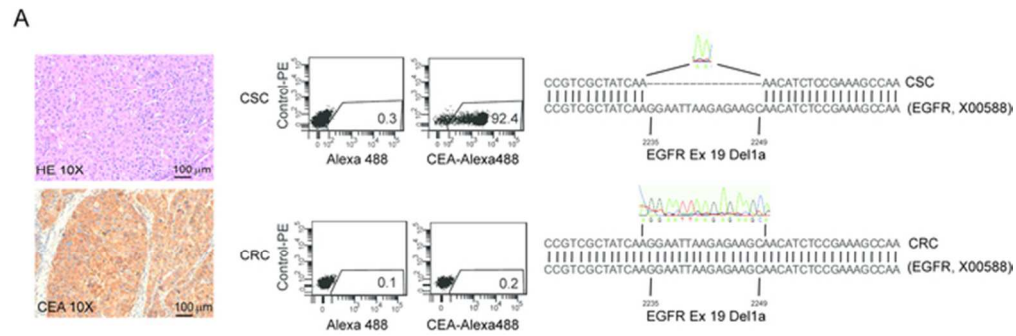 A
HE 10X
100 μm
CEA 10X
100 μm
CSC
Control-PE
0.3
92.4
Alexa 488
CEA-Alexa488
CRC
Control-PE
0.1
0.2
Alexa 488
CEA-Alexa488
CCGTCGCTATCAA---------------AACATCTCCGAAAGCCAA CSC
CCGTCGCTATCAAGGAATTAAGAGAAGCAACATCTCCGAAAGCCAA (EGFR, X00588)
2235 2249
EGFR Ex 19 Del1a
CCGTCGCTATCAAGGAATTAAGAGAAGCAACATCTCCGAAAGCCAA CRC
CCGTCGCTATCAAGGAATTAAGAGAAGCAACATCTCCGAAAGCCAA (EGFR, X00588)
2235 2249
EGFR Ex 19 Del1a